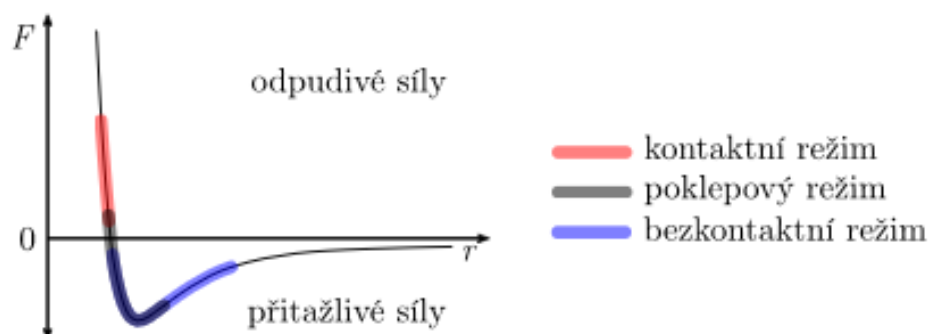 F
odpudivé síly
kontaktní režim
poklepový režim
0
bezkontaktní režim
r
přitažlivé síly